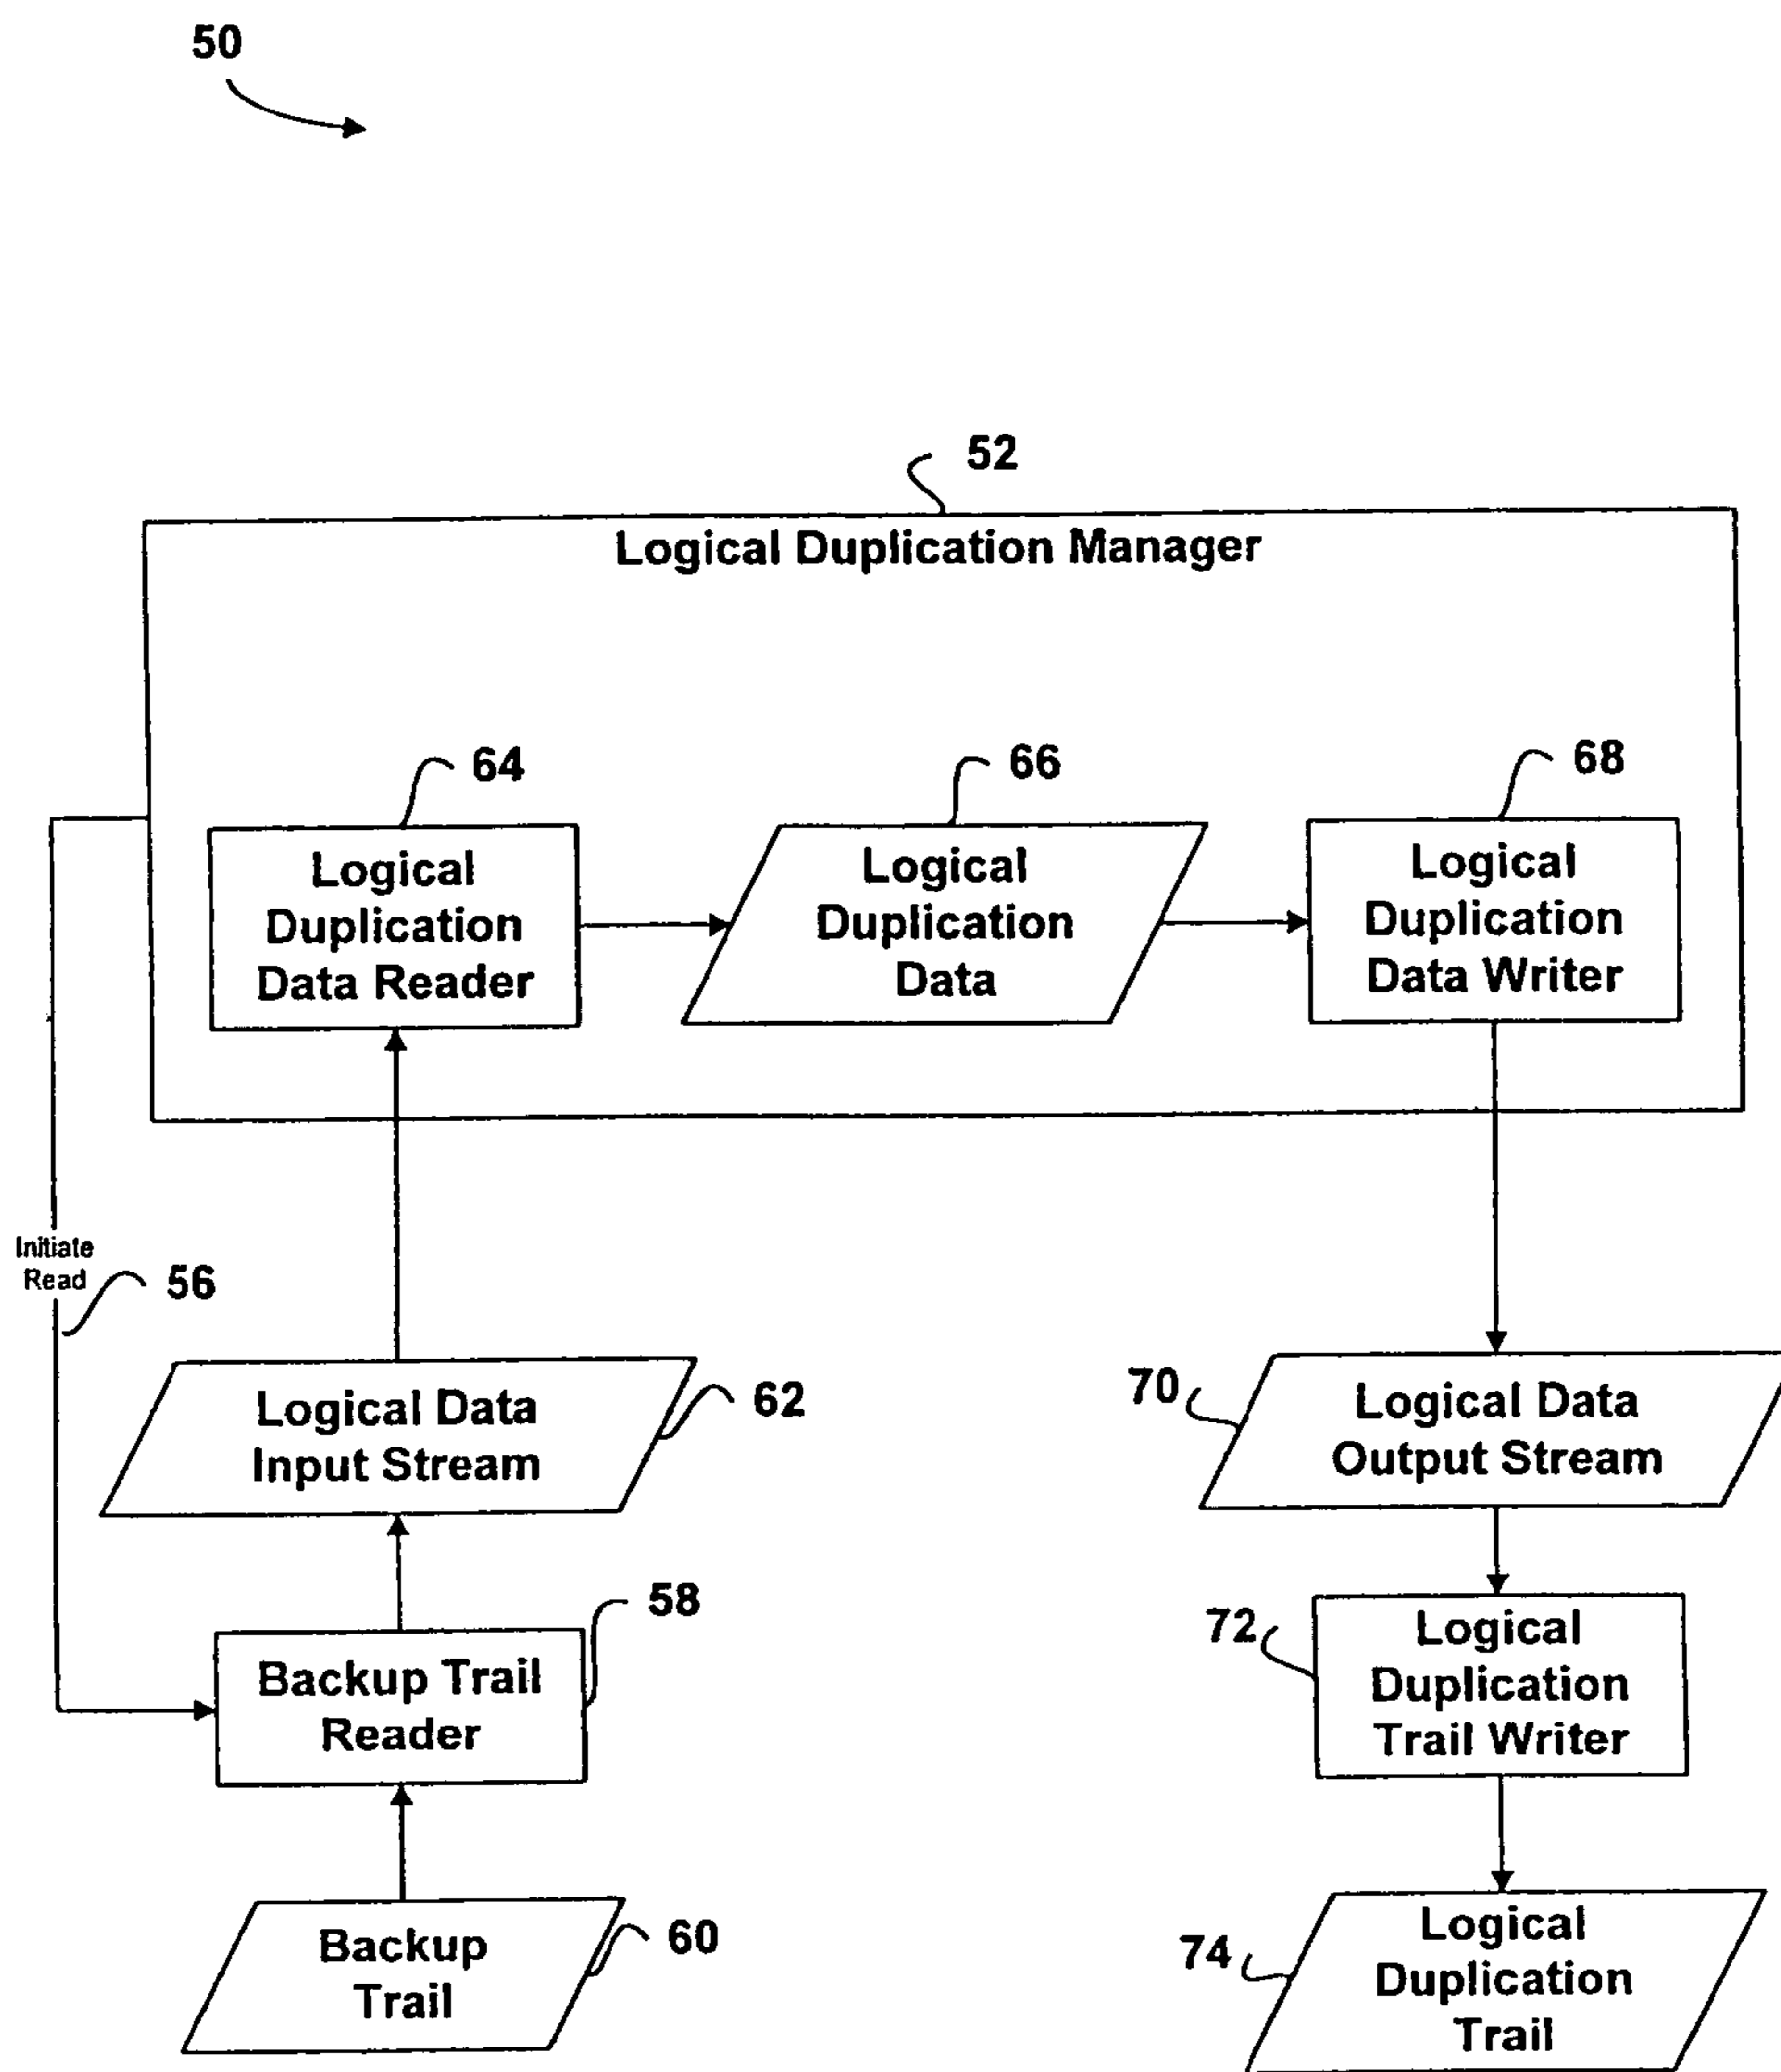 50
52
Logical Duplication Manager
64
66
68
Logical
Duplication
Data Reader
Logical
Duplication
Data
Logical
Duplication
Data Writer
Initiate
Read
56
Logical Data
Input Stream
62
70
Logical Data
Output Stream
58
Backup Trail
Reader
72
Logical
Duplication
Trail Writer
Backup
Trail
60
74
Logical
Duplication
Trail